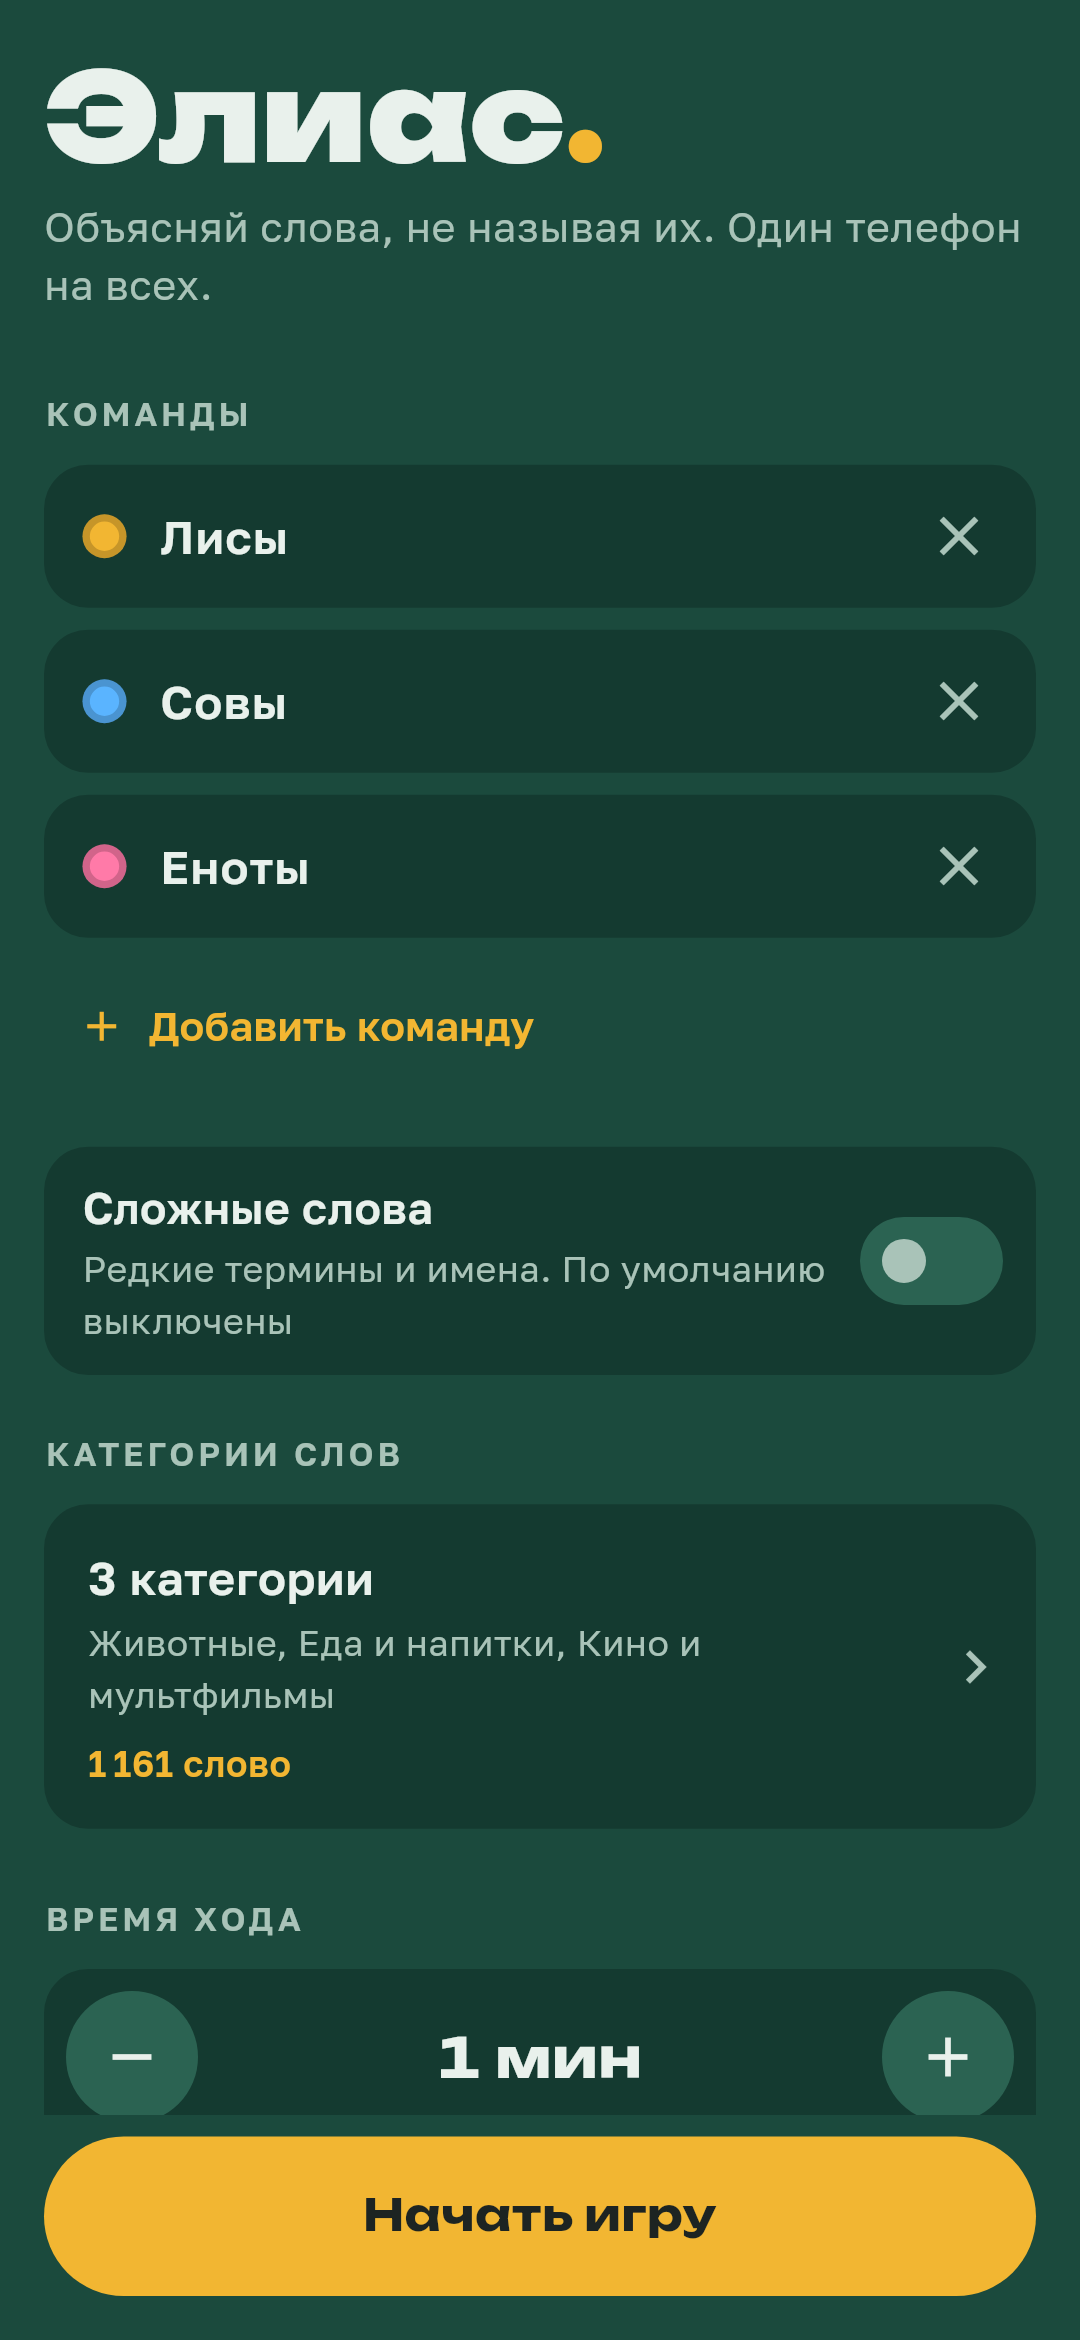 Элиас.
Объясняй слова, не называя их. Один телефон
на всех.
КОМАНДЫ
Лисы
Совы
Еноты
+ Добавить команду
Сложные слова
Редкие термины и имена. По умолчанию
выключены
КАТЕГОРИИ СЛОВ
3 категории
Животные, Еда и напитки, Кино и
мультфильмы
1 161 слово
ВРЕМЯ ХОДА
− 1 мин +
Начать игру